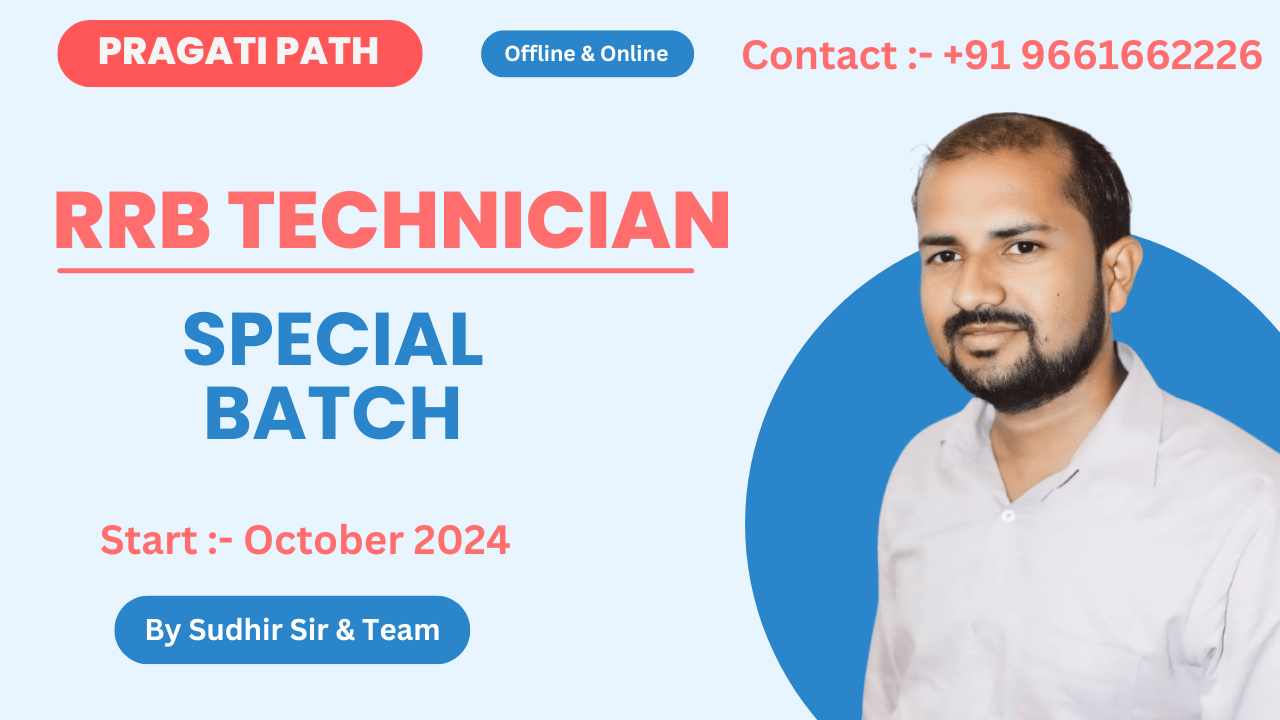 PRAGATI PATH
Offline & Online
Contact :- +91 9661662226
RRB TECHNICIAN
SPECIAL
BATCH
Start :- October 2024
By Sudhir Sir & Team